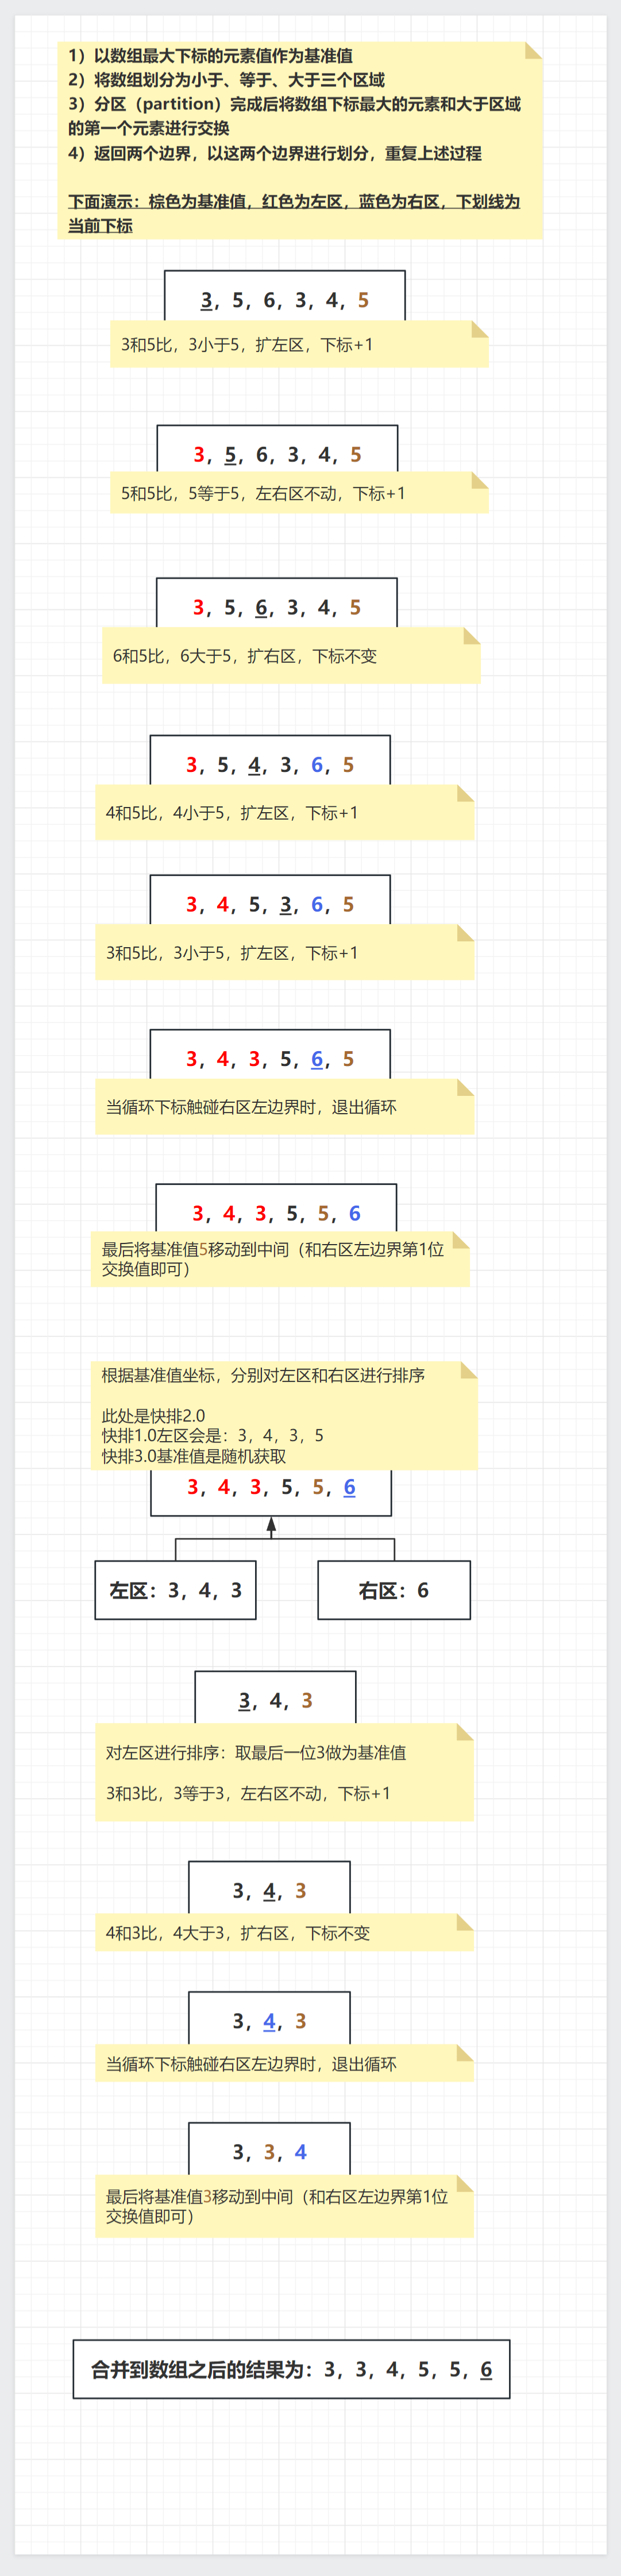 1）以数组最大下标的元素值作为基准值
2）将数组划分为小于、等于、大于三个区域
3）分区（partition）完成后将数组下标最大的元素和大于区域
的第一个元素进行交换
4）返回两个边界，以这两个边界进行划分，重复上述过程
下面演示：棕色为基准值，红色为左区，蓝色为右区，下划线为
当前下标
3，5，6，3，4，5
3和5比，3小于5，扩左区，下标+1
3，5，6，3，4，5
5和5比，5等于5，左右区不动，下标+1
3，5，6，3，4，5
6和5比，6大于5，扩右区，下标不变
3，5，4，3，6，5
4和5比，4小于5，扩左区，下标+1
3，4，5，3，6，5
3和5比，3小于5，扩左区，下标+1
3，4，3，5，6，5
当循环下标触碰右区左边界时，退出循环
3，4，3，5，5，6
最后将基准值5移动到中间（和右区左边界第1位
交换值即可）
根据基准值坐标，分别对左区和右区进行排序
此处是快排2.0
快排1.0左区会是：3，4，3，5
快排3.0基准值是随机获取
3，4，3，5，5，6
左区：3，4，3
右区：6
3，4，3
对左区进行排序：取最后一位3做为基准值
3和3比，3等于3，左右区不动，下标+1
3，4，3
4和3比，4大于3，扩右区，下标不变
3，4，3
当循环下标触碰右区左边界时，退出循环
3，3，4
最后将基准值3移动到中间（和右区左边界第1位
交换值即可）
合并到数组之后的结果为：3，3，4，5，5，6